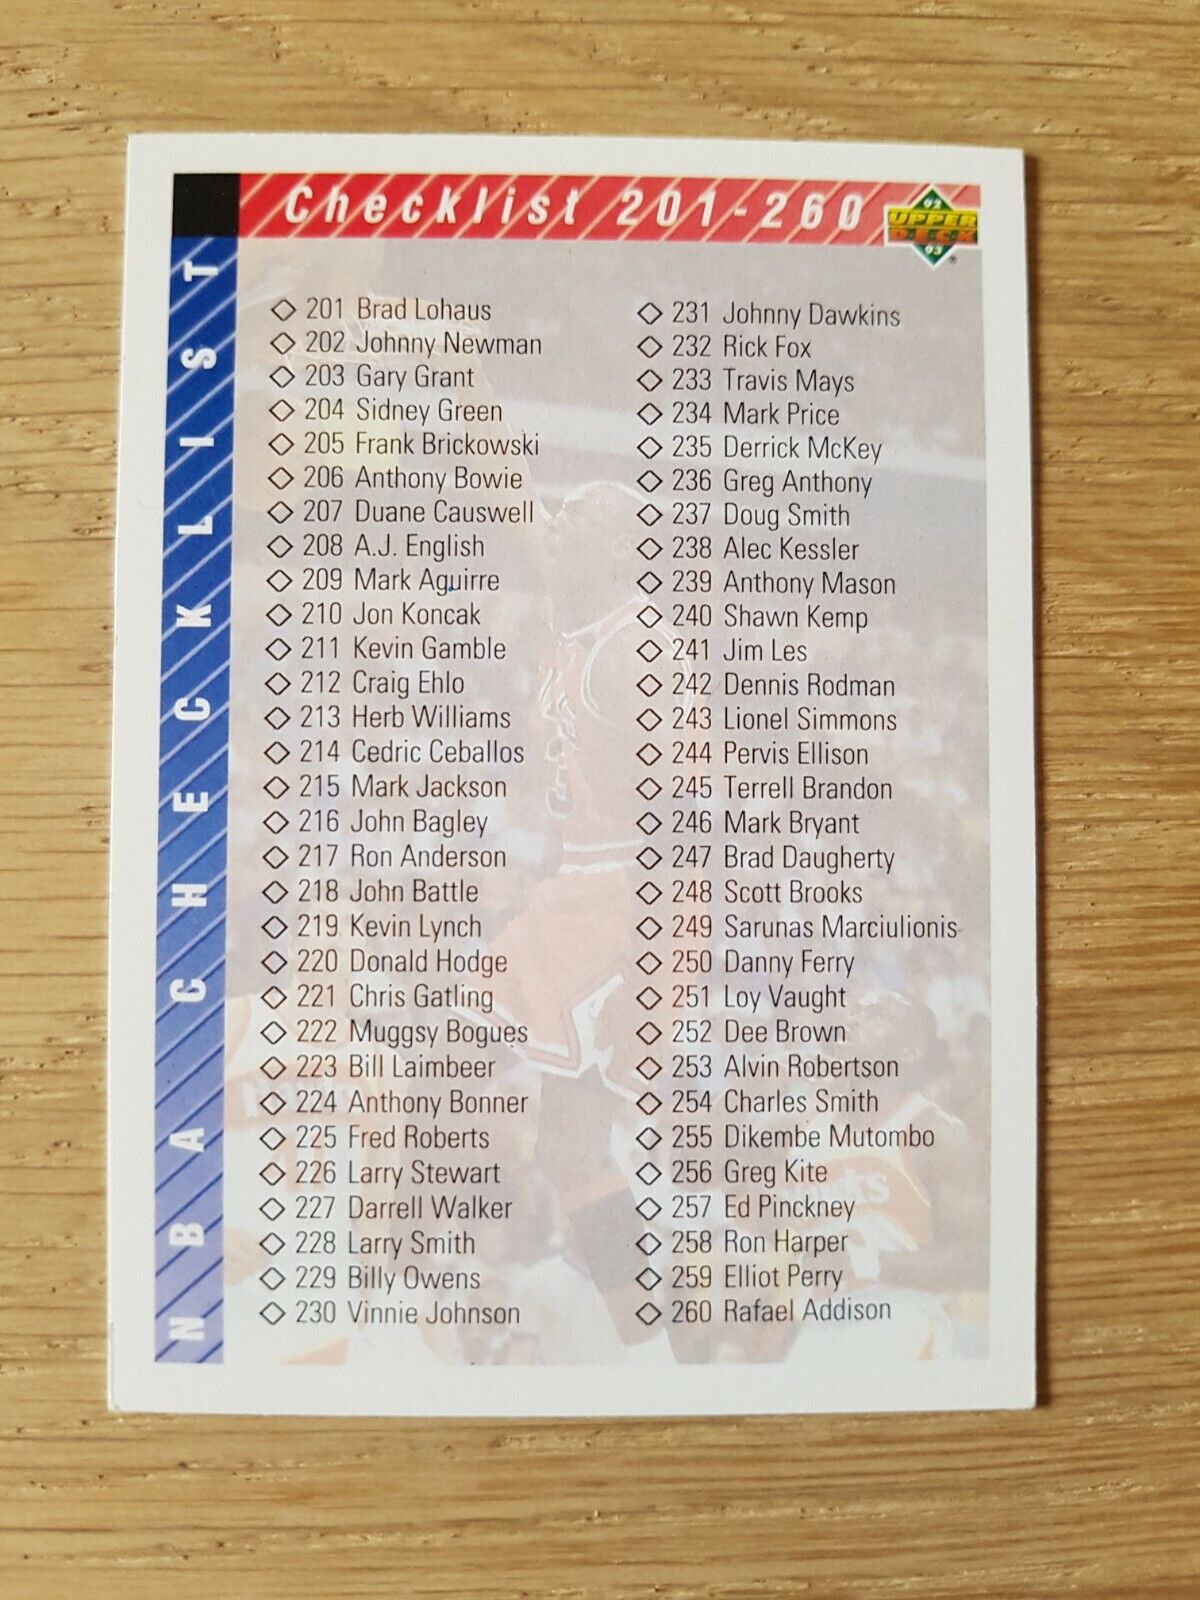 Checklist 201-260
92
UPPER
DECK
93
®
NBA CHECKLIST
201 Brad Lohaus
202 Johnny Newman
203 Gary Grant
204 Sidney Green
205 Frank Brickowski
206 Anthony Bowie
207 Duane Causwell
208 A.J. English
209 Mark Aguirre
210 Jon Koncak
211 Kevin Gamble
212 Craig Ehlo
213 Herb Williams
214 Cedric Ceballos
215 Mark Jackson
216 John Bagley
217 Ron Anderson
218 John Battle
219 Kevin Lynch
220 Donald Hodge
221 Chris Gatling
222 Muggsy Bogues
223 Bill Laimbeer
224 Anthony Bonner
225 Fred Roberts
226 Larry Stewart
227 Darrell Walker
228 Larry Smith
229 Billy Owens
230 Vinnie Johnson
231 Johnny Dawkins
232 Rick Fox
233 Travis Mays
234 Mark Price
235 Derrick McKey
236 Greg Anthony
237 Doug Smith
238 Alec Kessler
239 Anthony Mason
240 Shawn Kemp
241 Jim Les
242 Dennis Rodman
243 Lionel Simmons
244 Pervis Ellison
245 Terrell Brandon
246 Mark Bryant
247 Brad Daugherty
248 Scott Brooks
249 Sarunas Marciulionis
250 Danny Ferry
251 Loy Vaught
252 Dee Brown
253 Alvin Robertson
254 Charles Smith
255 Dikembe Mutombo
256 Greg Kite
257 Ed Pinckney
258 Ron Harper
259 Elliot Perry
260 Rafael Addison